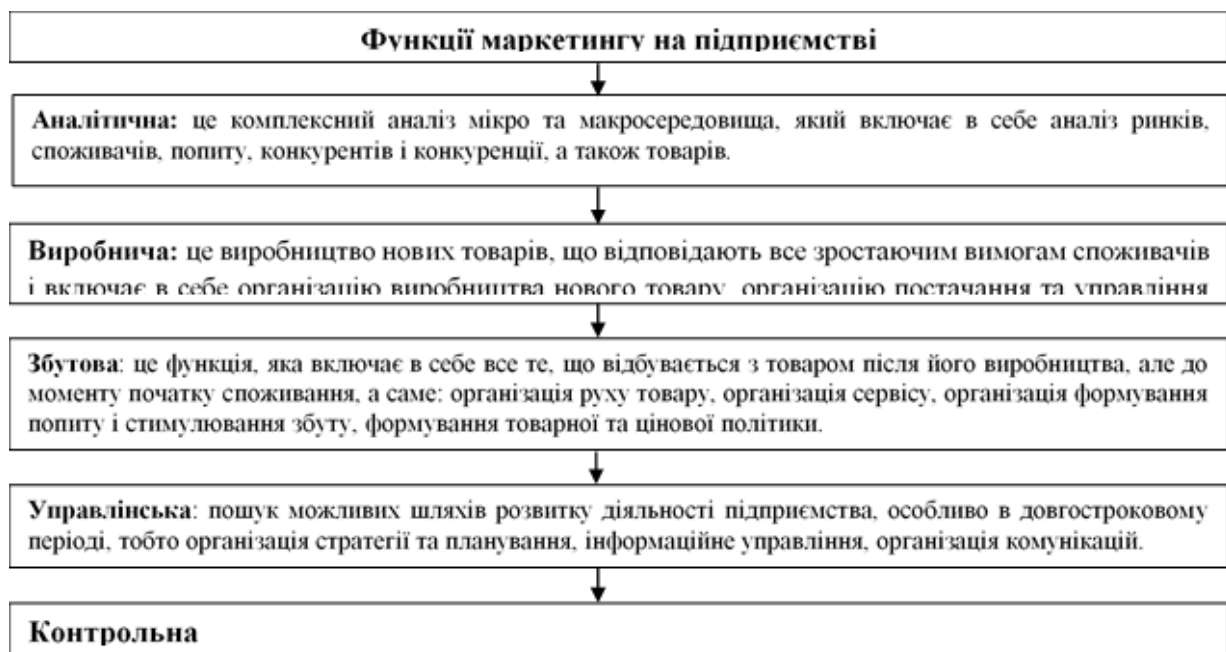 Функції маркетингу на підприємстві
Аналітична: це комплексний аналіз мікро та макросередовища, який включає в себе аналіз ринків,
споживачів, попиту, конкурентів і конкуренції, а також товарів.
Виробнича: це виробництво нових товарів, що відповідають все зростаючим вимогам споживачів
і включає в себе організацію виробництва нового товару, організацію постачання та управління
Збутова: це функція, яка включає в себе все те, що відбувається з товаром після його виробництва, але до
моменту початку споживання, а саме: організація руху товару, організація сервісу, організація формування
попиту і стимулювання збуту, формування товарної та цінової політики.
Управлінська: пошук можливих шляхів розвитку діяльності підприємства, особливо в довгостроковому
періоді, тобто організація стратегії та планування, інформаційне управління, організація комунікацій.
Контрольна